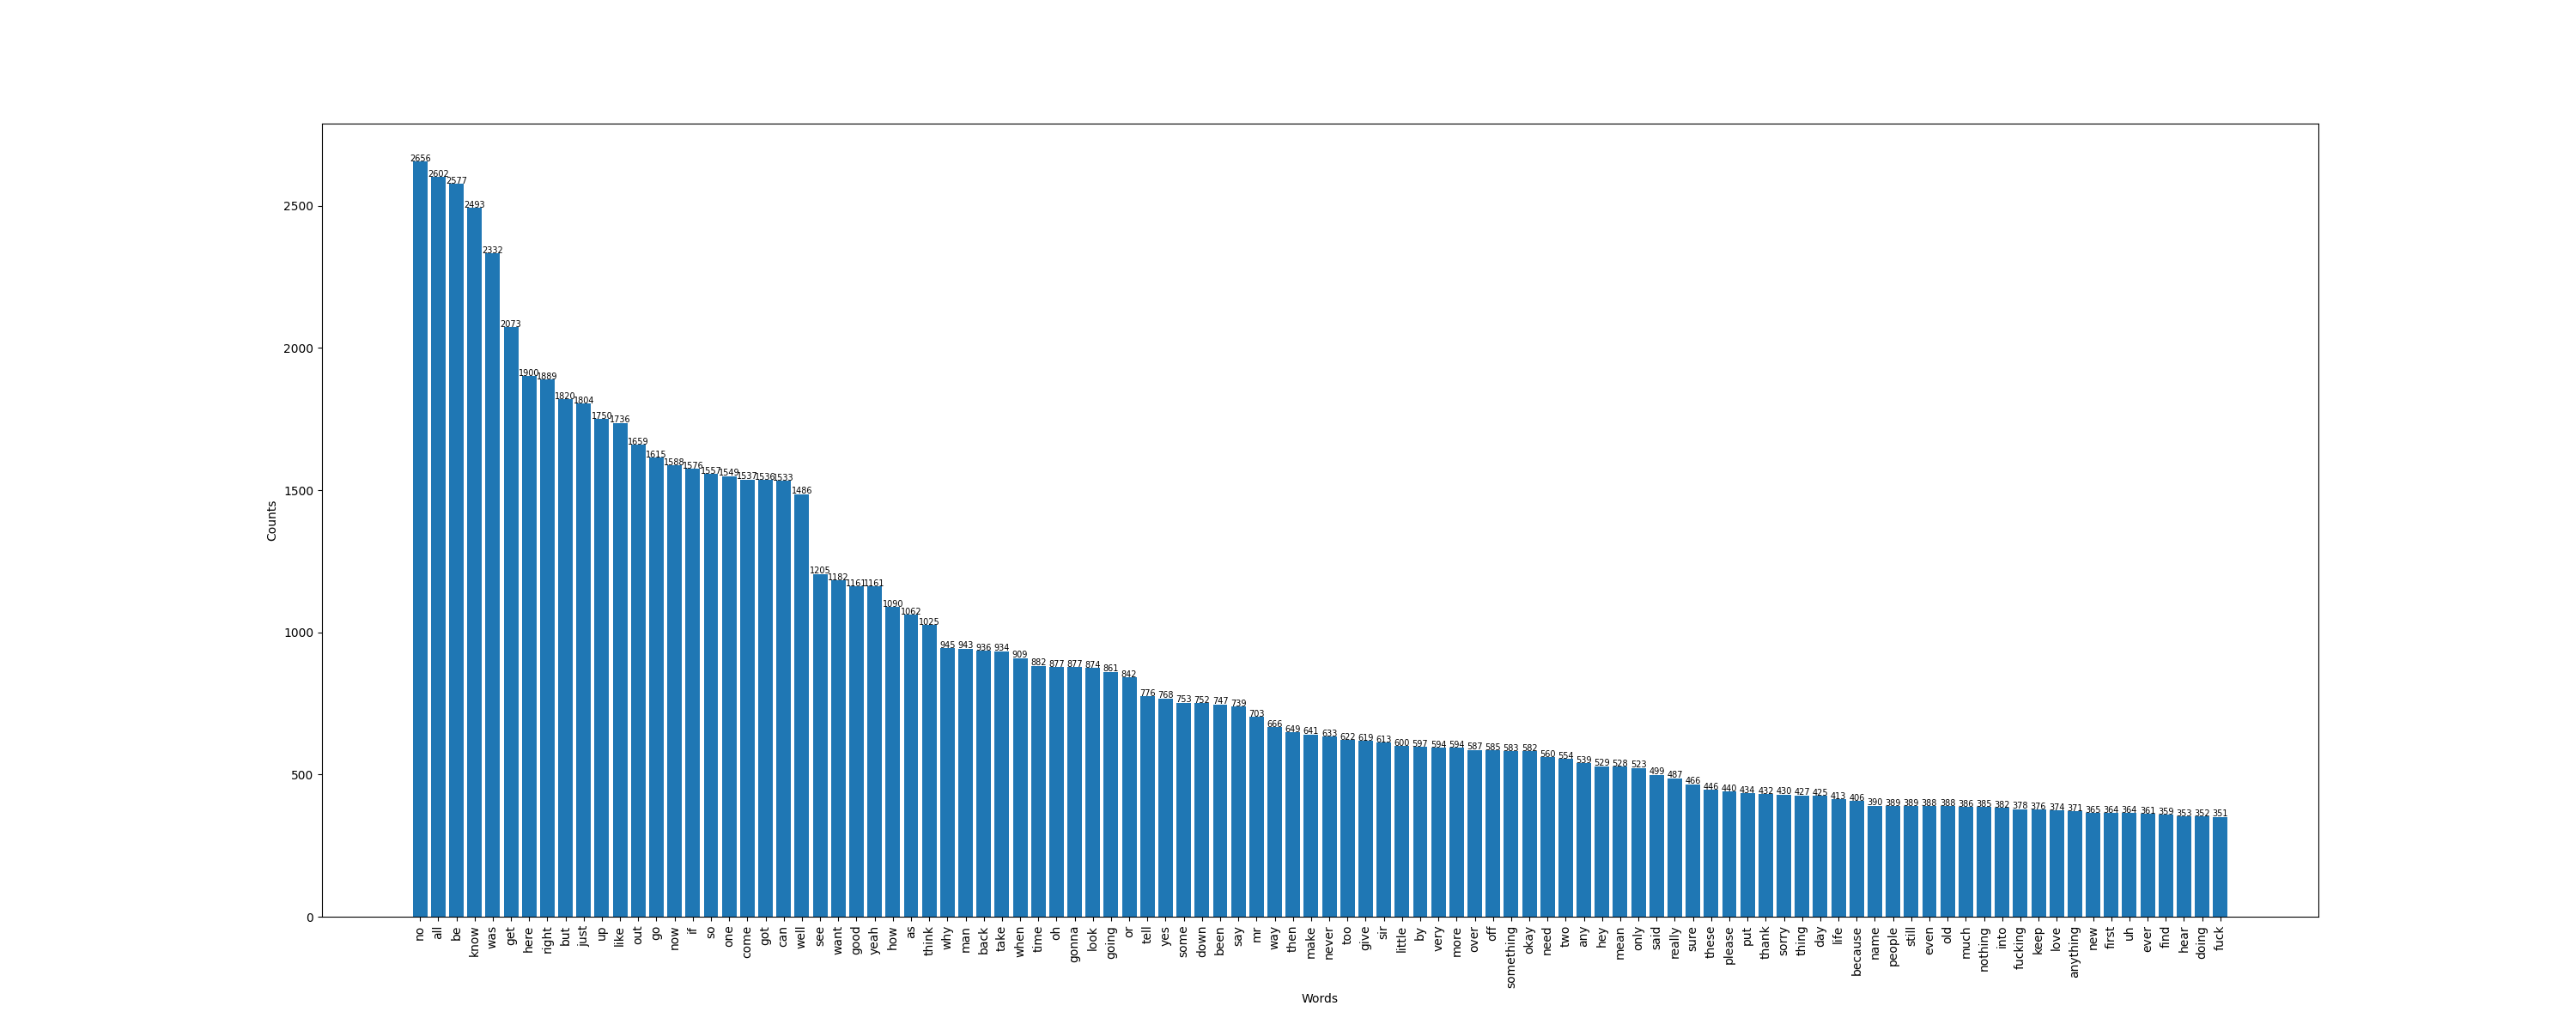 2656 2602 2577 2493 2332 2073 1900 1889 1820 1804 1750 1736 1659 1615 1588 1576 1557 1549 1537 1536 1533 1486 1205 1182 1161 1161 1090 1062 1025 945 943 936 934 909 882 877 877 874 861 842 776 768 753 752 747 739 703 666 649 641 633 622 619 613 600 597 594 594 587 585 583 582 560 554 539 529 528 523 499 487 466 446 440 434 432 430 427 425 413 406 390 389 389 388 388 386 385 382 378 376 374 371 365 364 364 361 359 353 352 351
2500
2000
1500
1000
500
0
Counts
no all be know was get here right but just up like out go now if so one come got can well see want good yeah how as think why man back take when time oh gonna look going or tell yes some down been say mr way then make never too give sir little by very more over off something okay need two any hey mean only said really sure these please put thank sorry thing day life because name people still even old much nothing into fucking keep love anything new first uh ever find hear doing fuck
Words